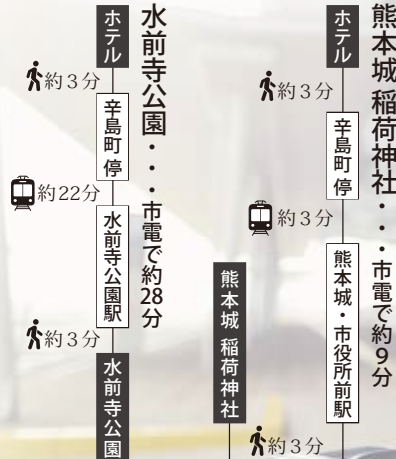 熊本城 稲荷神社・・・市電で約9分
ホテル
約3分
辛島町 停
約3分
熊本城・市役所前駅
約3分
熊本城 稲荷神社
水前寺公園・・・市電で約28分
ホテル
約3分
辛島町 停
約22分
水前寺公園駅
約3分
水前寺公園